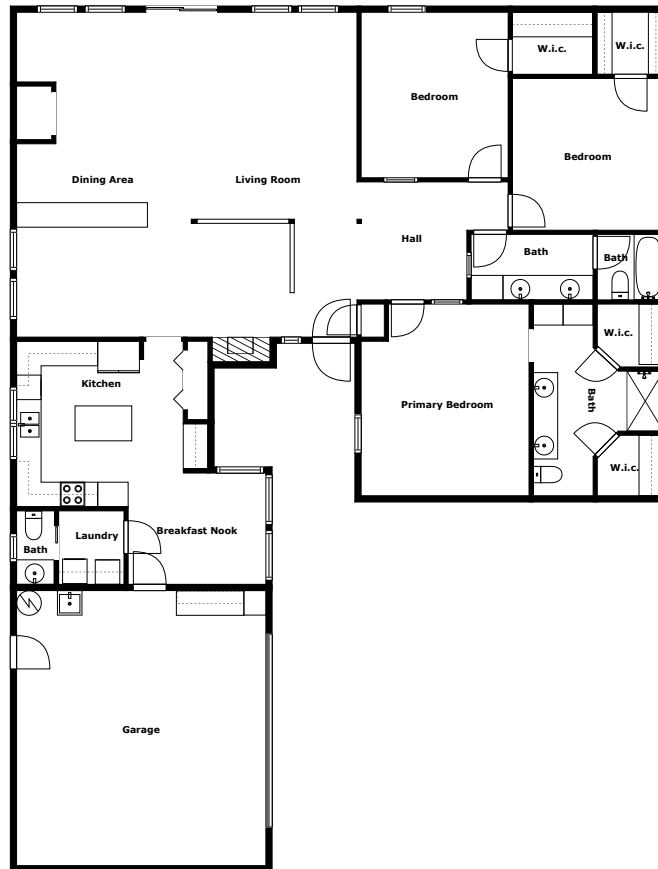 W.i.c.
W.i.c.
Bedroom
Bedroom
Dining Area
Living Room
Hall
Bath
Bath
W.i.c.
Kitchen
Primary Bedroom
Bath
W.i.c.
Breakfast Nook
Laundry
Bath
Garage